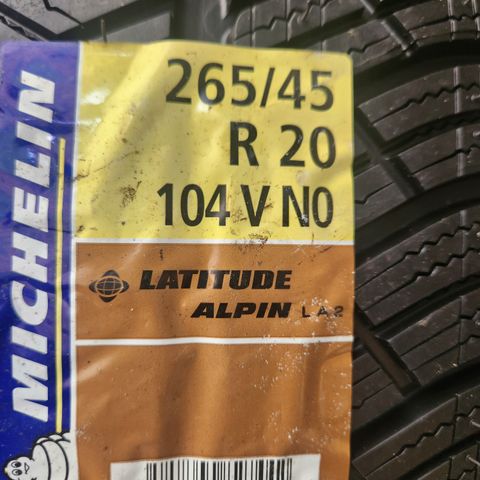 MICHELIN
265/45
R 20
104 V N0
LATITUDE
ALPIN LA2